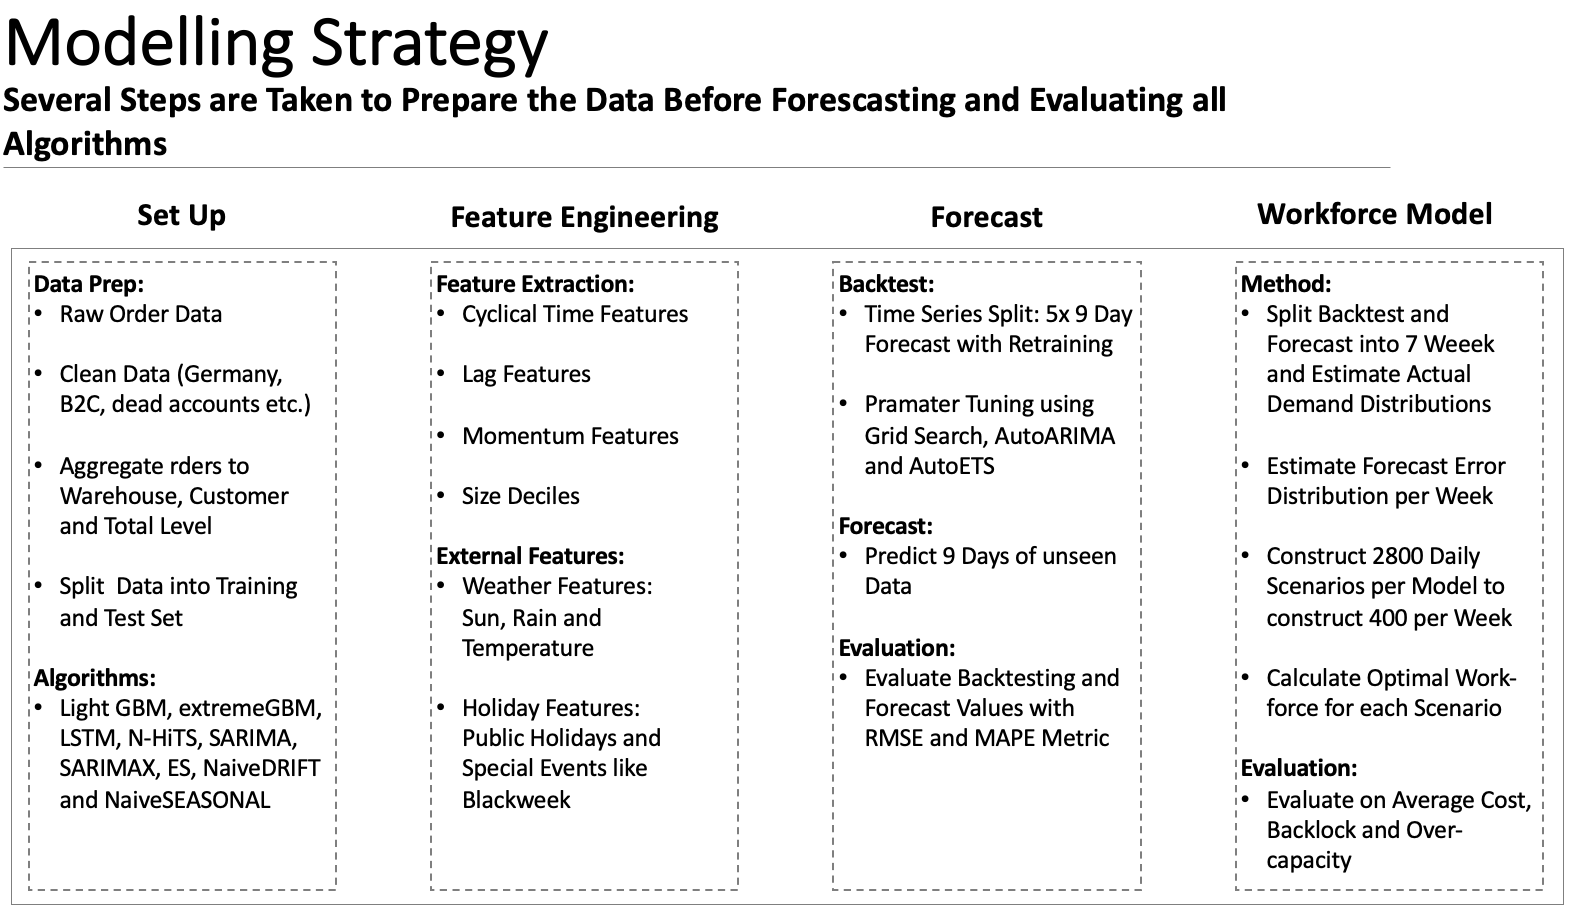 Modelling Strategy
Several Steps are Taken to Prepare the Data Before Forescasting and Evaluating all
Algorithms
Set Up
Data Prep:
• Raw Order Data
• Clean Data (Germany,
B2C, dead accounts etc.)
• Aggregate rders to
Warehouse, Customer
and Total Level
• Split Data into Training
and Test Set
Algorithms:
• Light GBM, extremeGBM,
LSTM, N-HiTS, SARIMA,
SARIMAX, ES, NaiveDRIFT
and NaiveSEASONAL
Feature Engineering
Feature Extraction:
• Cyclical Time Features
• Lag Features
• Momentum Features
• Size Deciles
External Features:
• Weather Features:
Sun, Rain and
Temperature
• Holiday Features:
Public Holidays and
Special Events like
Blackweek
Forecast
Backtest:
• Time Series Split: 5x 9 Day
Forecast with Retraining
• Pramater Tuning using
Grid Search, AutoARIMA
and AutoETS
Forecast:
• Predict 9 Days of unseen
Data
Evaluation:
• Evaluate Backtesting and
Forecast Values with
RMSE and MAPE Metric
Workforce Model
Method:
• Split Backtest and
Forecast into 7 Weeek
and Estimate Actual
Demand Distributions
• Estimate Forecast Error
Distribution per Week
• Construct 2800 Daily
Scenarios per Model to
construct 400 per Week
• Calculate Optimal Work-
force for each Scenario
Evaluation:
• Evaluate on Average Cost,
Backlock and Over-
capacity